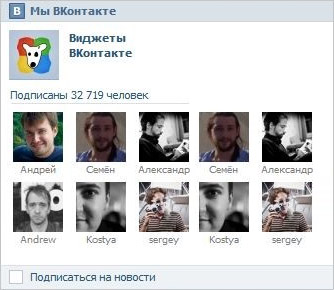 В Мы ВКонтакте
Виджеты
ВКонтакте
Подписаны 32 719 человек
Андрей Семён Александр Семён Александр
Andrew Kostya sergey Kostya sergey
Подписаться на новости